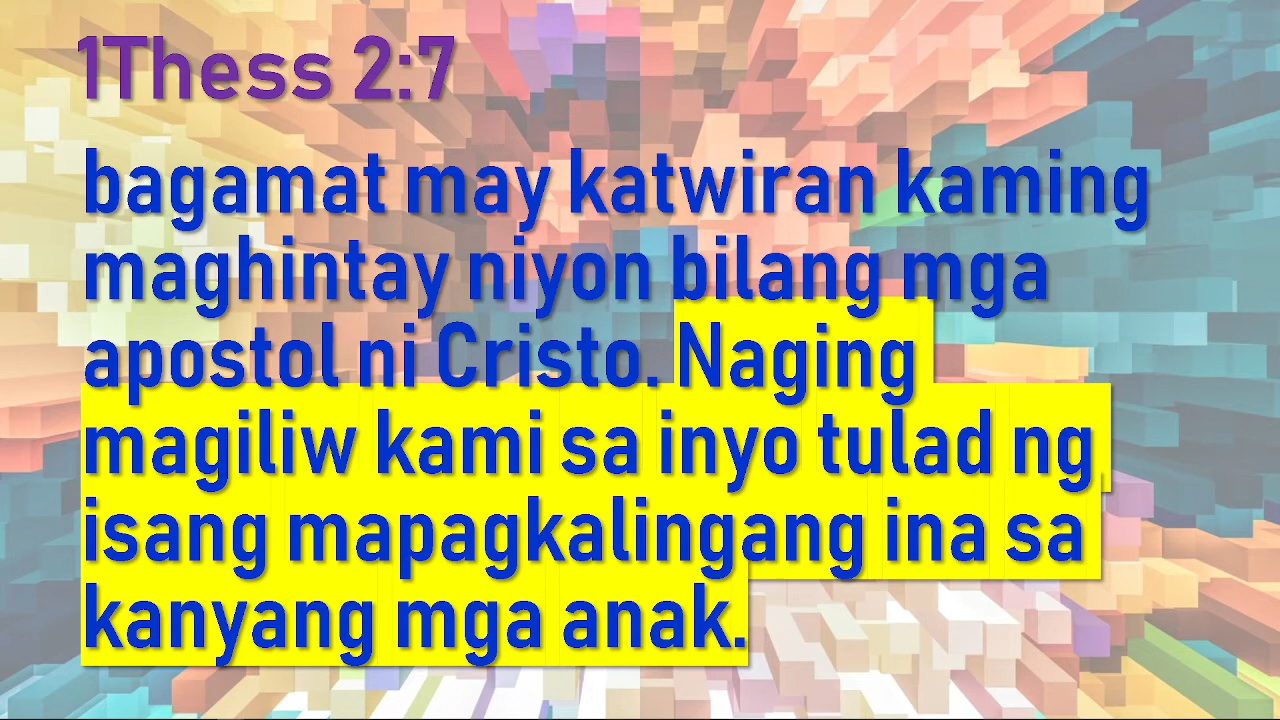 1Thess 2:7
bagamat may katwiran kaming
maghintay niyon bilang mga
apostol ni Cristo. Naging
magiliw kami sa inyo tulad ng
isang mapagkalingang ina sa
kanyang mga anak.